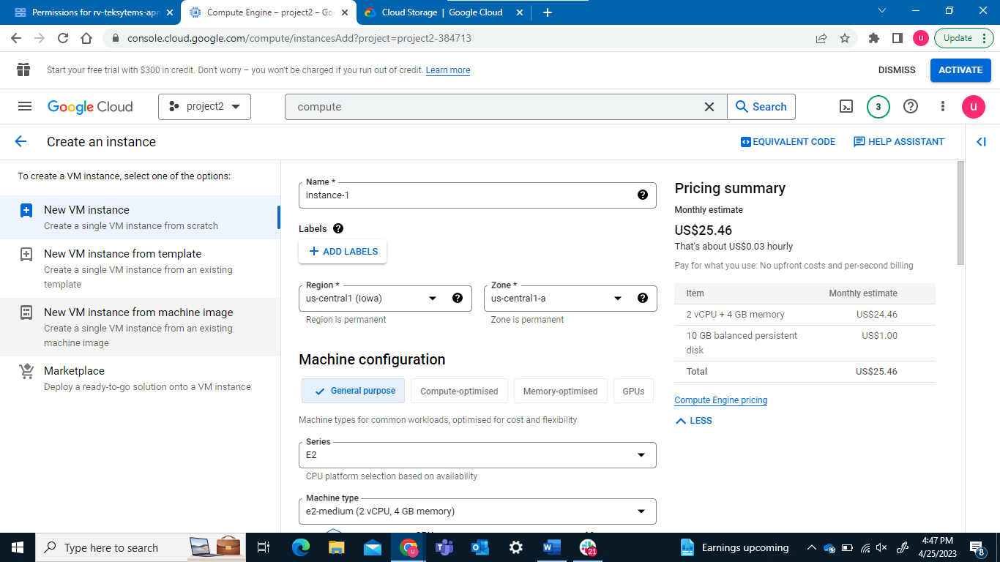 Permissions for rv-teksytems-apr
Compute Engine – project2 – Goo
Cloud Storage | Google Cloud
console.cloud.google.com/compute/instancesAdd?project=project2-384713
u
Update
Start your free trial with $300 in credit. Don't worry – you won't be charged if you run out of credit. Learn more
DISMISS
ACTIVATE
Google Cloud
project2
compute
Search
3
u
Create an instance
EQUIVALENT CODE
HELP ASSISTANT
To create a VM instance, select one of the options:
New VM instance
Create a single VM instance from scratch
New VM instance from template
Create a single VM instance from an existing
template
New VM instance from machine image
Create a single VM instance from an existing
machine image
Marketplace
Deploy a ready-to-go solution onto a VM instance
Name *
instance-1
Labels
ADD LABELS
Region *
us-central1 (Iowa)
Region is permanent
Zone *
us-central1-a
Zone is permanent
Machine configuration
General purpose
Compute-optimised
Memory-optimised
GPUs
Machine types for common workloads, optimised for cost and flexibility
Series
E2
CPU platform selection based on availability
Machine type
e2-medium (2 vCPU, 4 GB memory)
Pricing summary
Monthly estimate
US$25.46
That's about US$0.03 hourly
Pay for what you use: No upfront costs and per-second billing
Item Monthly estimate
2 vCPU + 4 GB memory US$24.46
10 GB balanced persistent US$1.00
disk
Total US$25.46
Compute Engine pricing
LESS
Type here to search
u
21
Earnings upcoming
4:47 PM
4/25/2023
8